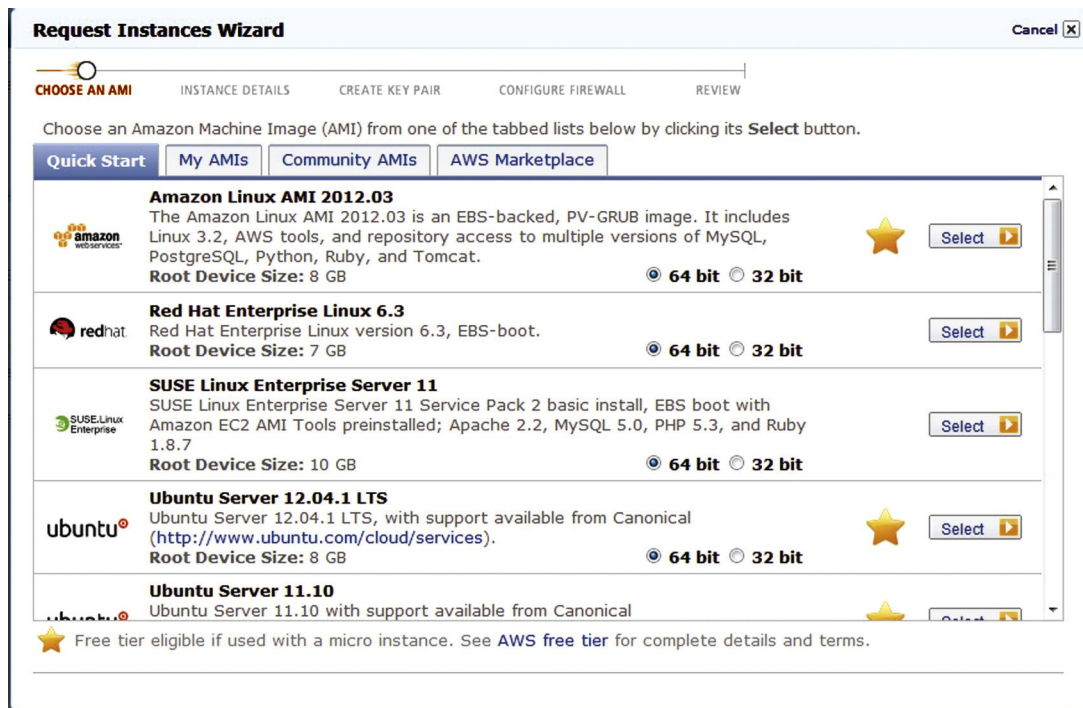 Request Instances Wizard
Cancel X
CHOOSE AN AMI INSTANCE DETAILS CREATE KEY PAIR CONFIGURE FIREWALL REVIEW
Choose an Amazon Machine Image (AMI) from one of the tabbed lists below by clicking its Select button.
Quick Start My AMIs Community AMIs AWS Marketplace
Amazon Linux AMI 2012.03
The Amazon Linux AMI 2012.03 is an EBS-backed, PV-GRUB image. It includes
Linux 3.2, AWS tools, and repository access to multiple versions of MySQL,
PostgreSQL, Python, Ruby, and Tomcat.
Root Device Size: 8 GB
64 bit 32 bit
amazon
webservices™
Select
Red Hat Enterprise Linux 6.3
Red Hat Enterprise Linux version 6.3, EBS-boot.
Root Device Size: 7 GB
64 bit 32 bit
redhat.
Select
SUSE Linux Enterprise Server 11
SUSE Linux Enterprise Server 11 Service Pack 2 basic install, EBS boot with
Amazon EC2 AMI Tools preinstalled; Apache 2.2, MySQL 5.0, PHP 5.3, and Ruby
1.8.7
Root Device Size: 10 GB
64 bit 32 bit
SUSE.Linux
Enterprise
Select
Ubuntu Server 12.04.1 LTS
Ubuntu Server 12.04.1 LTS, with support available from Canonical
(http://www.ubuntu.com/cloud/services).
Root Device Size: 8 GB
64 bit 32 bit
ubuntu
Select
Ubuntu Server 11.10
Ubuntu Server 11.10 with support available from Canonical
ubuntu
Select
Free tier eligible if used with a micro instance. See AWS free tier for complete details and terms.